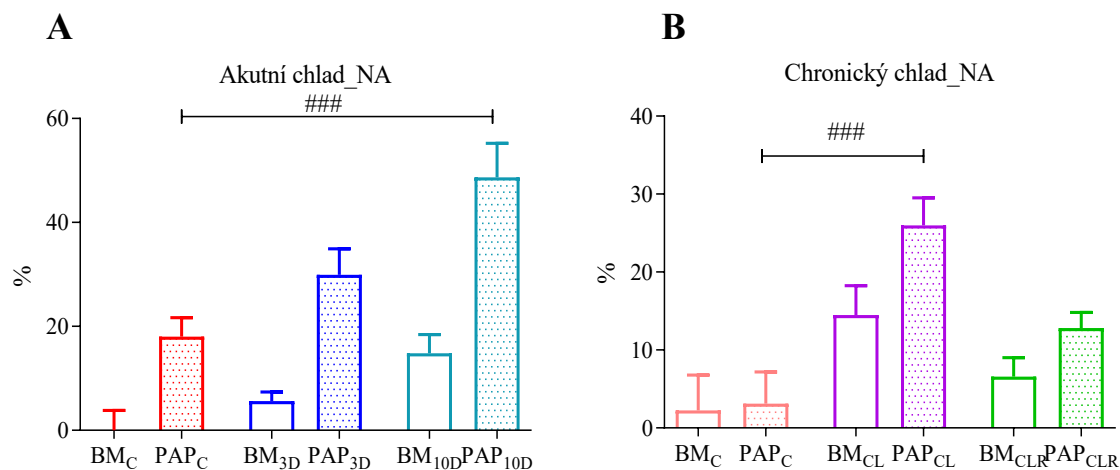 A
Akutní chlad_NA
###
60
40
20
0
%
BMC PAPC BM3D PAP3D BM10D PAP10D
B
Chronický chlad_NA
###
40
30
20
10
0
%
BMC PAPC BMCL PAPCL BMCLR PAPCLR